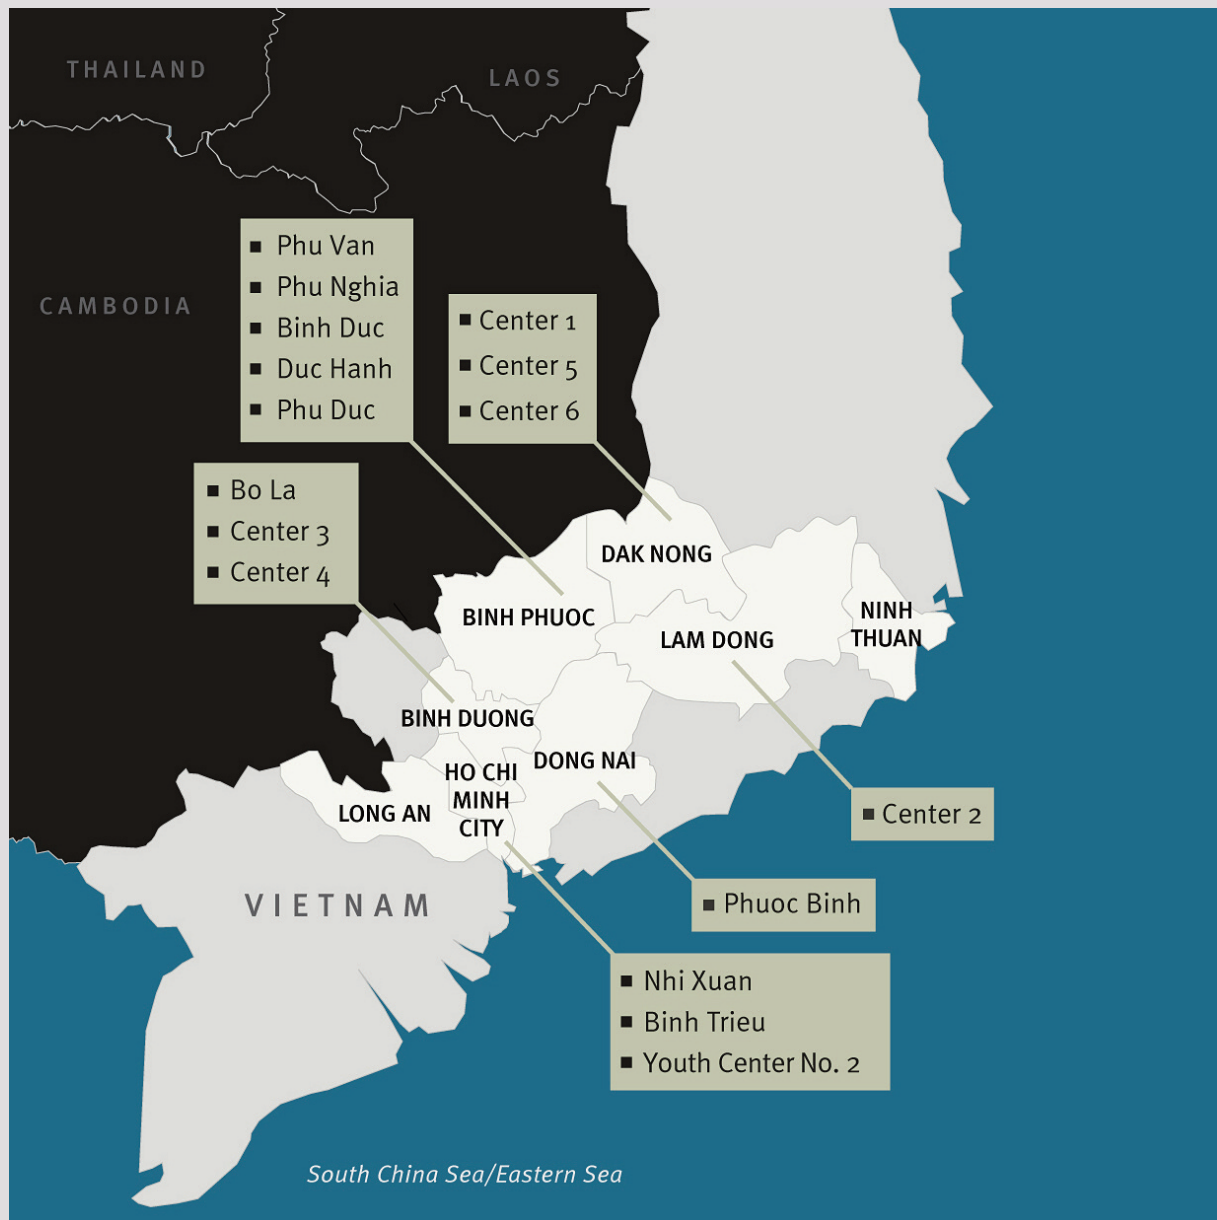 THAILAND
LAOS
CAMBODIA
■ Phu Van
■ Phu Nghia
■ Binh Duc
■ Duc Hanh
■ Phu Duc
■ Center 1
■ Center 5
■ Center 6
■ Bo La
■ Center 3
■ Center 4
DAK NONG
BINH PHUOC
LAM DONG
NINH
THUAN
BINH DUONG
DONG NAI
HO CHI
MINH
CITY
LONG AN
■ Center 2
VIETNAM
■ Phuoc Binh
■ Nhi Xuan
■ Binh Trieu
■ Youth Center No. 2
South China Sea/Eastern Sea